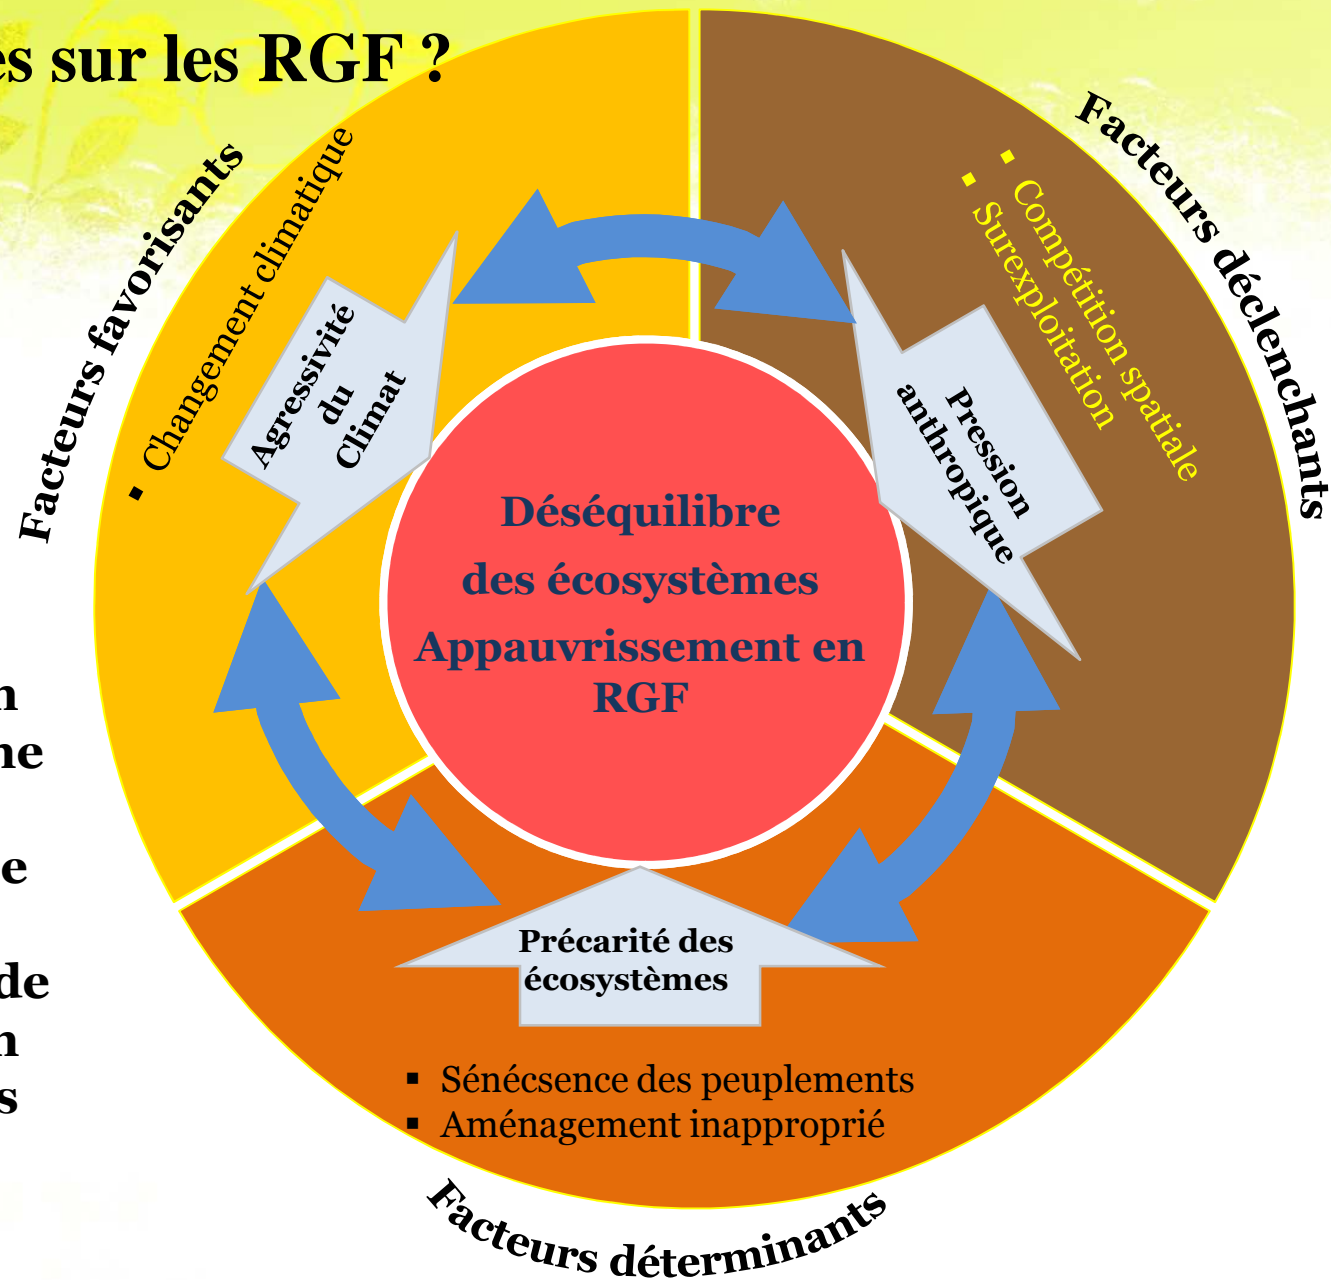 es sur les RGF ?
Facteurs favorisants
▪ Changement climatique
Agressivité
du
Climat
Facteurs déclenchants
▪ Compétition spatiale
▪ Surexploitation
Pression
anthropique
Déséquilibre
des écosystèmes
Appauvrissement en
RGF
n
ne
e
de
n
s
Précarité des
écosystèmes
▪ Sénécsence des peuplements
▪ Aménagement inapproprié
Facteurs déterminants